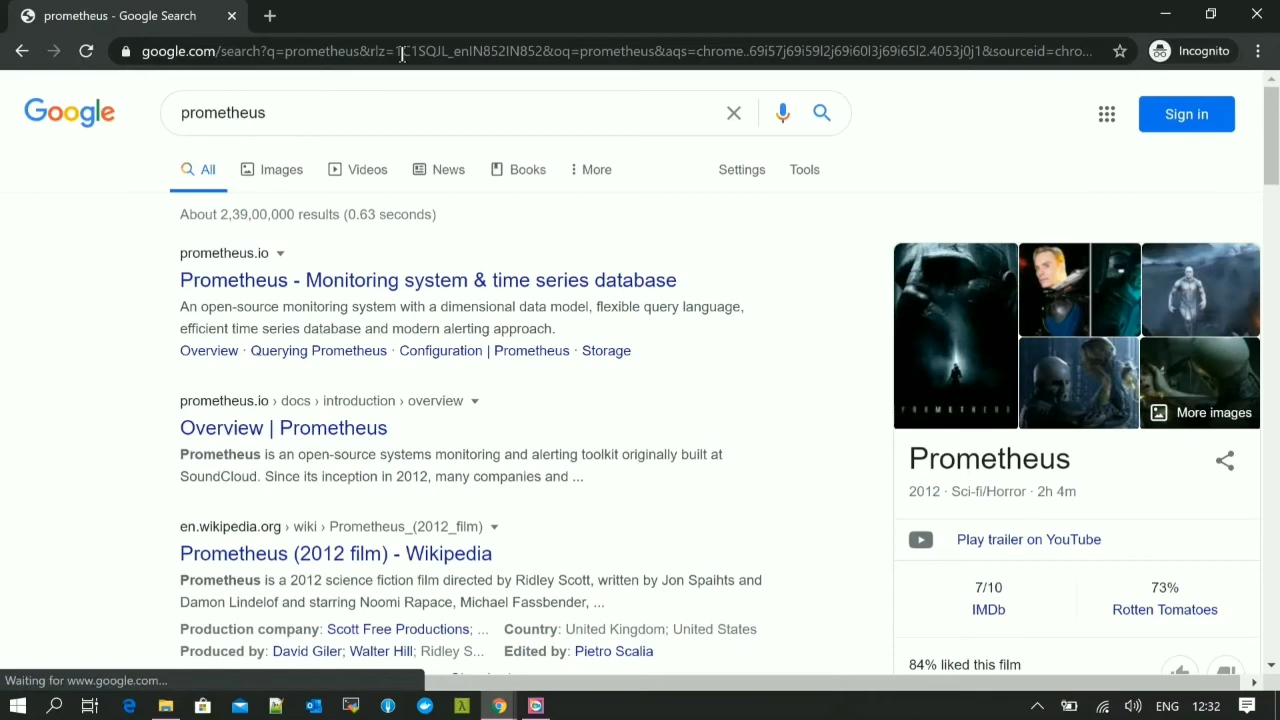 prometheus - Google Search
google.com/search?q=prometheus&rlz=1C1SQJL_enIN852IN852&oq=prometheus&aqs=chrome..69i57j69i59l2j69i60l3j69i65l2.4053j0j1&sourceid=chro...
Incognito
Google
prometheus
Sign in
All Images Videos News Books More Settings Tools
About 2,39,00,000 results (0.63 seconds)
prometheus.io
Prometheus - Monitoring system & time series database
An open-source monitoring system with a dimensional data model, flexible query language,
efficient time series database and modern alerting approach.
Overview · Querying Prometheus · Configuration | Prometheus · Storage
prometheus.io › docs › introduction › overview
Overview | Prometheus
Prometheus is an open-source systems monitoring and alerting toolkit originally built at
SoundCloud. Since its inception in 2012, many companies and ...
en.wikipedia.org › wiki › Prometheus_(2012_film)
Prometheus (2012 film) - Wikipedia
Prometheus is a 2012 science fiction film directed by Ridley Scott, written by Jon Spaihts and
Damon Lindelof and starring Noomi Rapace, Michael Fassbender, ...
Production company: Scott Free Productions; ... Country: United Kingdom; United States
Produced by: David Giler; Walter Hill; Ridley S... Edited by: Pietro Scalia
PROMETHEUS
More images
Prometheus
2012 · Sci-fi/Horror · 2h 4m
Play trailer on YouTube
7/10 73%
IMDb Rotten Tomatoes
84% liked this film
Waiting for www.google.com...
ENG 12:32